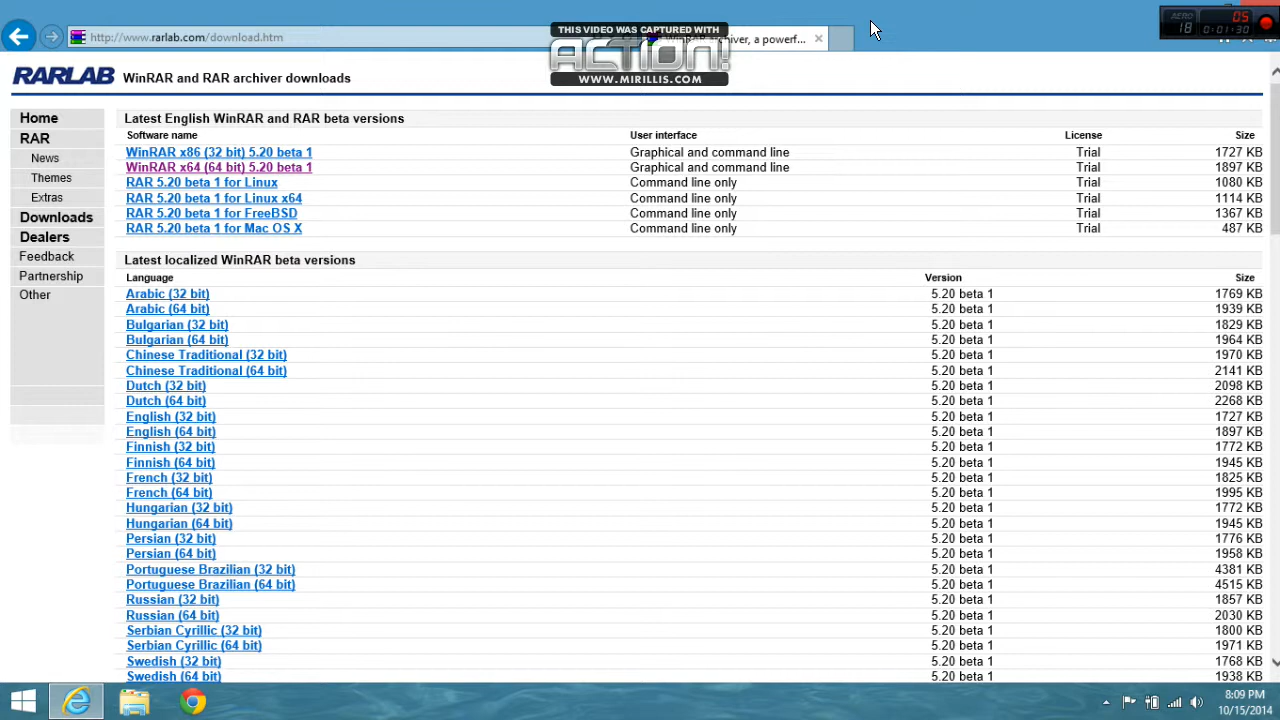 THIS VIDEO WAS CAPTURED WITH
ACTION!
WWW.MIRILLIS.COM
AERO
18
05
0:01:30
http://www.rarlab.com/download.htm
archiver, a powerf...
RARLAB WinRAR and RAR archiver downloads
Home
RAR
News
Themes
Extras
Downloads
Dealers
Feedback
Partnership
Other
Latest English WinRAR and RAR beta versions
Software name User interface License Size
WinRAR x86 (32 bit) 5.20 beta 1 Graphical and command line Trial 1727 KB
WinRAR x64 (64 bit) 5.20 beta 1 Graphical and command line Trial 1897 KB
RAR 5.20 beta 1 for Linux Command line only Trial 1080 KB
RAR 5.20 beta 1 for Linux x64 Command line only Trial 1114 KB
RAR 5.20 beta 1 for FreeBSD Command line only Trial 1367 KB
RAR 5.20 beta 1 for Mac OS X Command line only Trial 487 KB
Latest localized WinRAR beta versions
Language Version Size
Arabic (32 bit) 5.20 beta 1 1769 KB
Arabic (64 bit) 5.20 beta 1 1939 KB
Bulgarian (32 bit) 5.20 beta 1 1829 KB
Bulgarian (64 bit) 5.20 beta 1 1964 KB
Chinese Traditional (32 bit) 5.20 beta 1 1970 KB
Chinese Traditional (64 bit) 5.20 beta 1 2141 KB
Dutch (32 bit) 5.20 beta 1 2098 KB
Dutch (64 bit) 5.20 beta 1 2268 KB
English (32 bit) 5.20 beta 1 1727 KB
English (64 bit) 5.20 beta 1 1897 KB
Finnish (32 bit) 5.20 beta 1 1772 KB
Finnish (64 bit) 5.20 beta 1 1945 KB
French (32 bit) 5.20 beta 1 1825 KB
French (64 bit) 5.20 beta 1 1995 KB
Hungarian (32 bit) 5.20 beta 1 1772 KB
Hungarian (64 bit) 5.20 beta 1 1945 KB
Persian (32 bit) 5.20 beta 1 1776 KB
Persian (64 bit) 5.20 beta 1 1958 KB
Portuguese Brazilian (32 bit) 5.20 beta 1 4381 KB
Portuguese Brazilian (64 bit) 5.20 beta 1 4515 KB
Russian (32 bit) 5.20 beta 1 1857 KB
Russian (64 bit) 5.20 beta 1 2030 KB
Serbian Cyrillic (32 bit) 5.20 beta 1 1800 KB
Serbian Cyrillic (64 bit) 5.20 beta 1 1971 KB
Swedish (32 bit) 5.20 beta 1 1768 KB
Swedish (64 bit) 5.20 beta 1 1938 KB
8:09 PM
10/15/2014